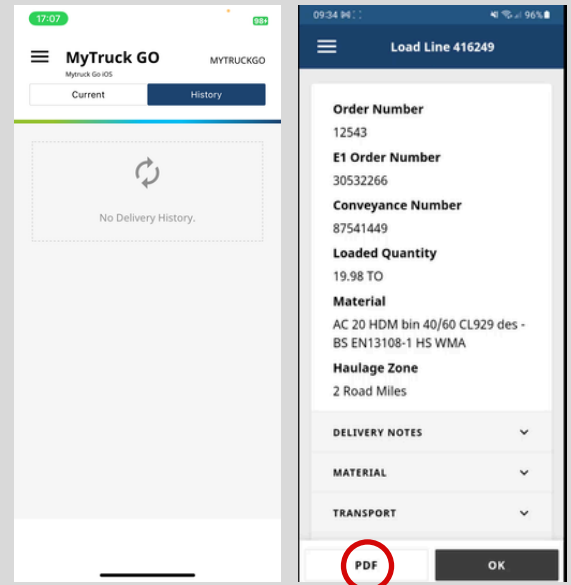 17:07
98+
MyTruck GO
MYTRUCKGO
Mytruck Go iOS
Current
History
No Delivery History.
09:34
96%
Load Line 416249
Order Number
12543
E1 Order Number
30532266
Conveyance Number
87541449
Loaded Quantity
19.98 TO
Material
AC 20 HDM bin 40/60 CL929 des -
BS EN13108-1 HS WMA
Haulage Zone
2 Road Miles
DELIVERY NOTES
MATERIAL
TRANSPORT
PDF
OK